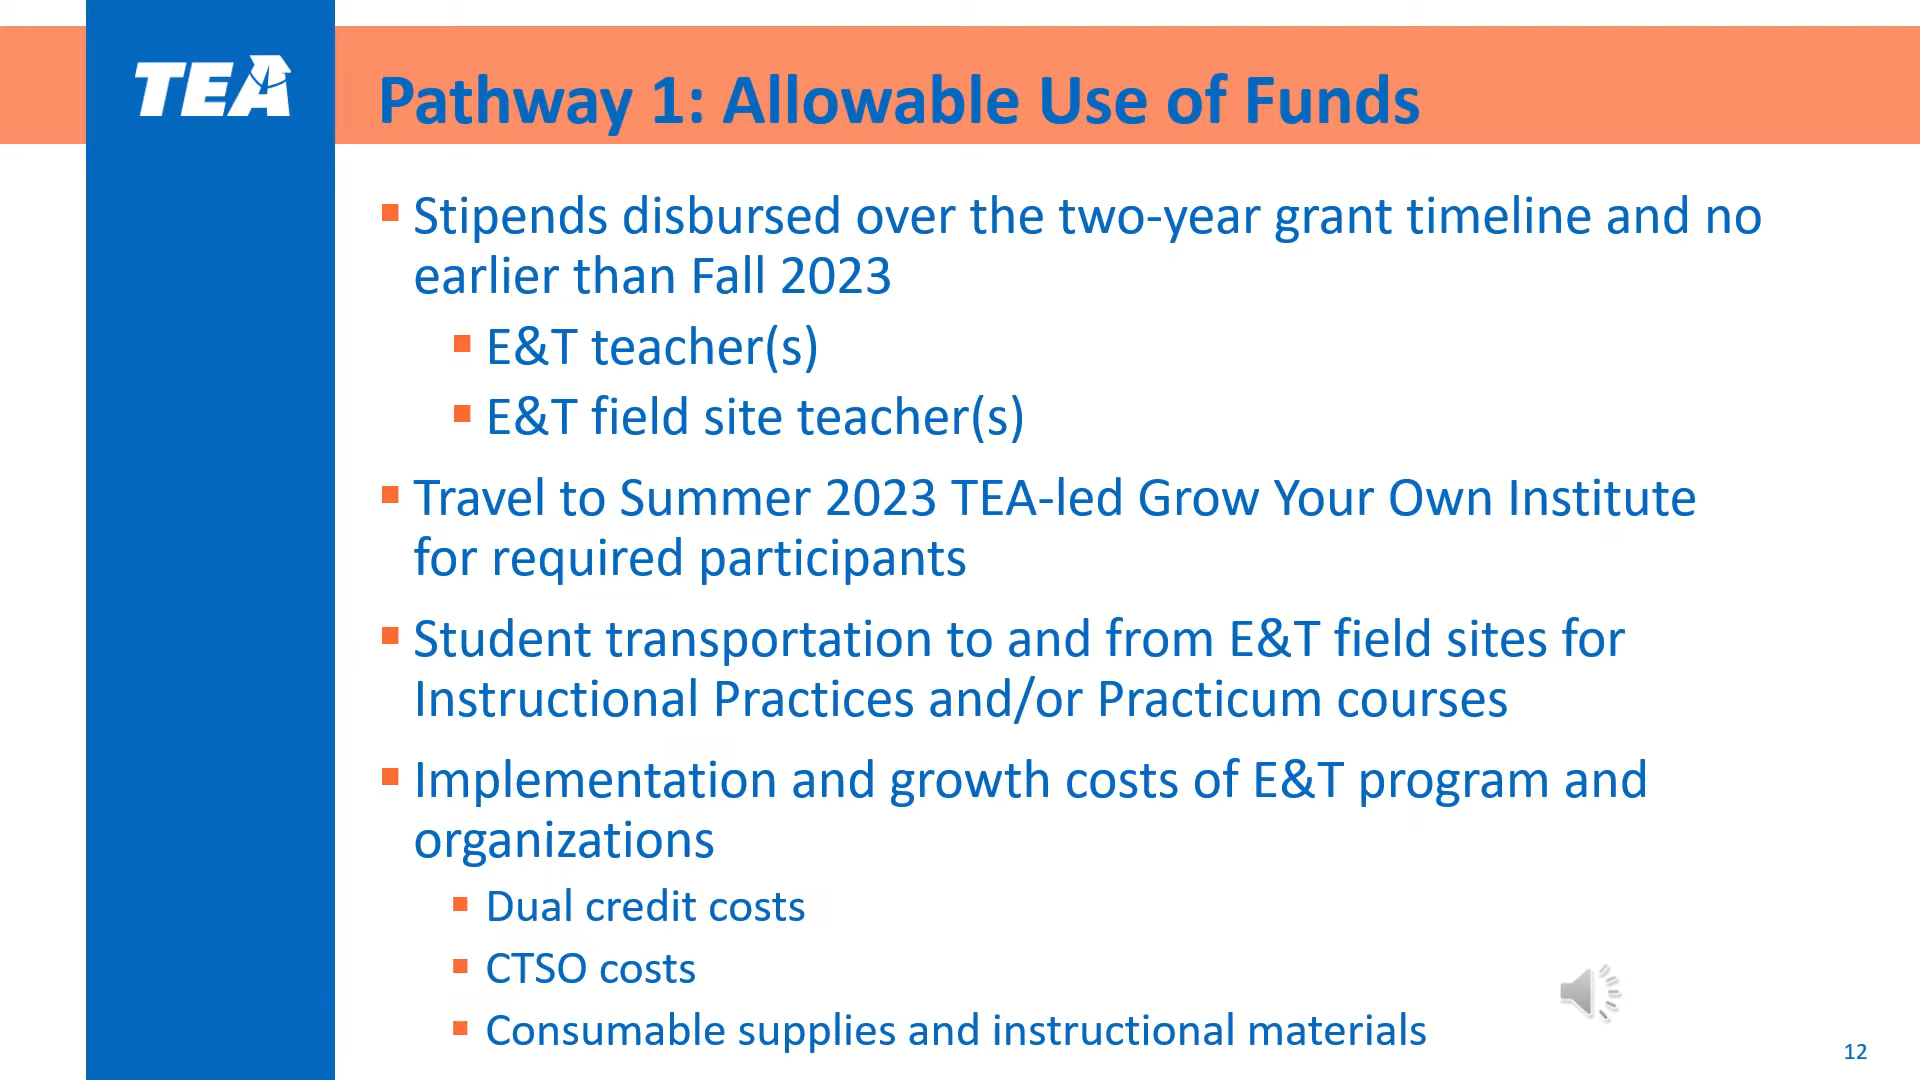 TEA
Pathway 1: Allowable Use of Funds
▪ Stipends disbursed over the two-year grant timeline and no
earlier than Fall 2023
▪ E&T teacher(s)
▪ E&T field site teacher(s)
▪ Travel to Summer 2023 TEA-led Grow Your Own Institute
for required participants
▪ Student transportation to and from E&T field sites for
Instructional Practices and/or Practicum courses
▪ Implementation and growth costs of E&T program and
organizations
▪ Dual credit costs
▪ CTSO costs
▪ Consumable supplies and instructional materials
12